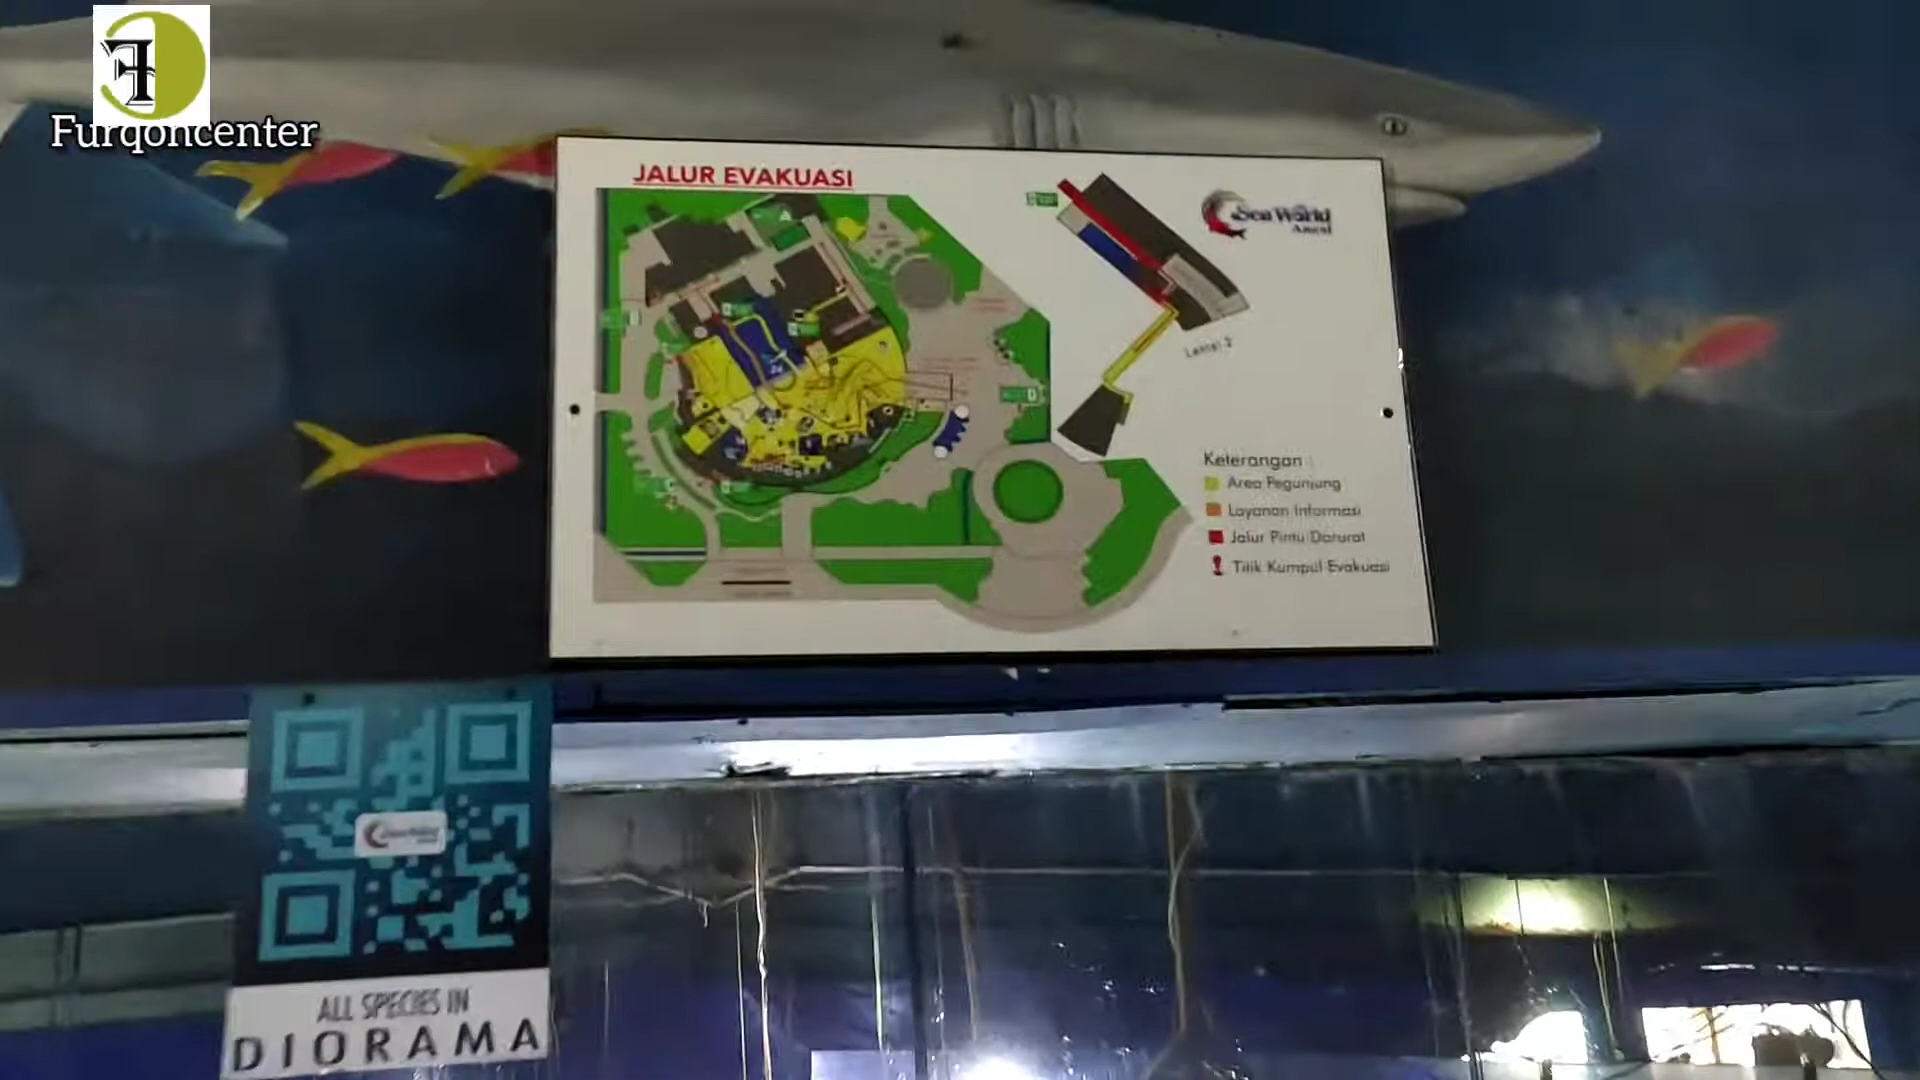 Furqoncenter
JALUR EVAKUASI
Sea World
Ancol
A
D
Lantai 2
Keterangan :
Area Pegunjung
Layanan Informasi
Jalur Pintu Darurat
Titik Kumpul Evakuasi
ALL SPECIES IN
DIORAMA